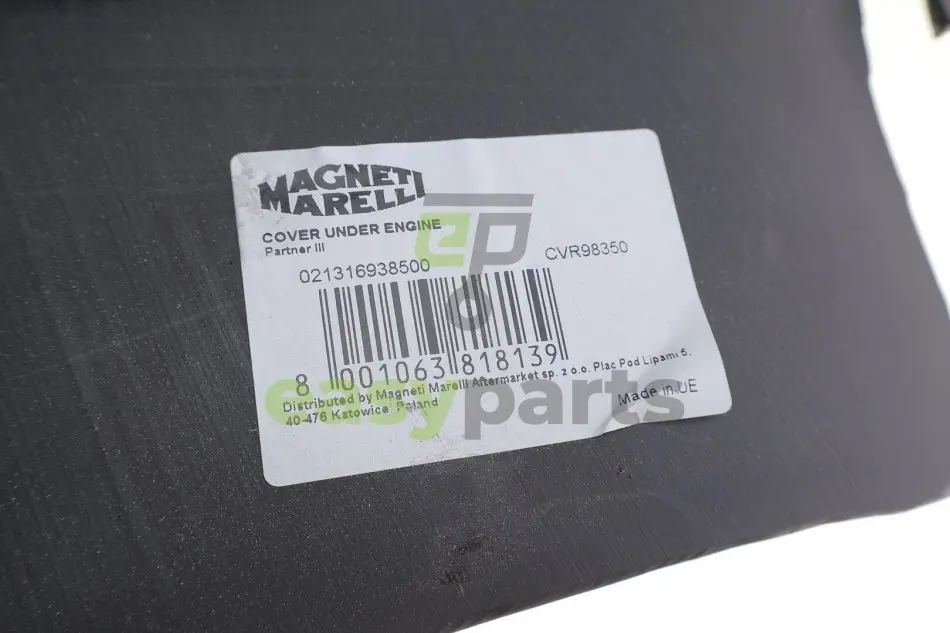 MAGNETI
MARELLI
COVER UNDER ENGINE
Partner III
021316938500
CVR98350
8 001063 818139
Distributed by Magneti Marelli Aftermarket sp. z o.o. Plac Pod Lipami 5,
40-476 Katowice, Poland
Made in UE
ep
easyparts